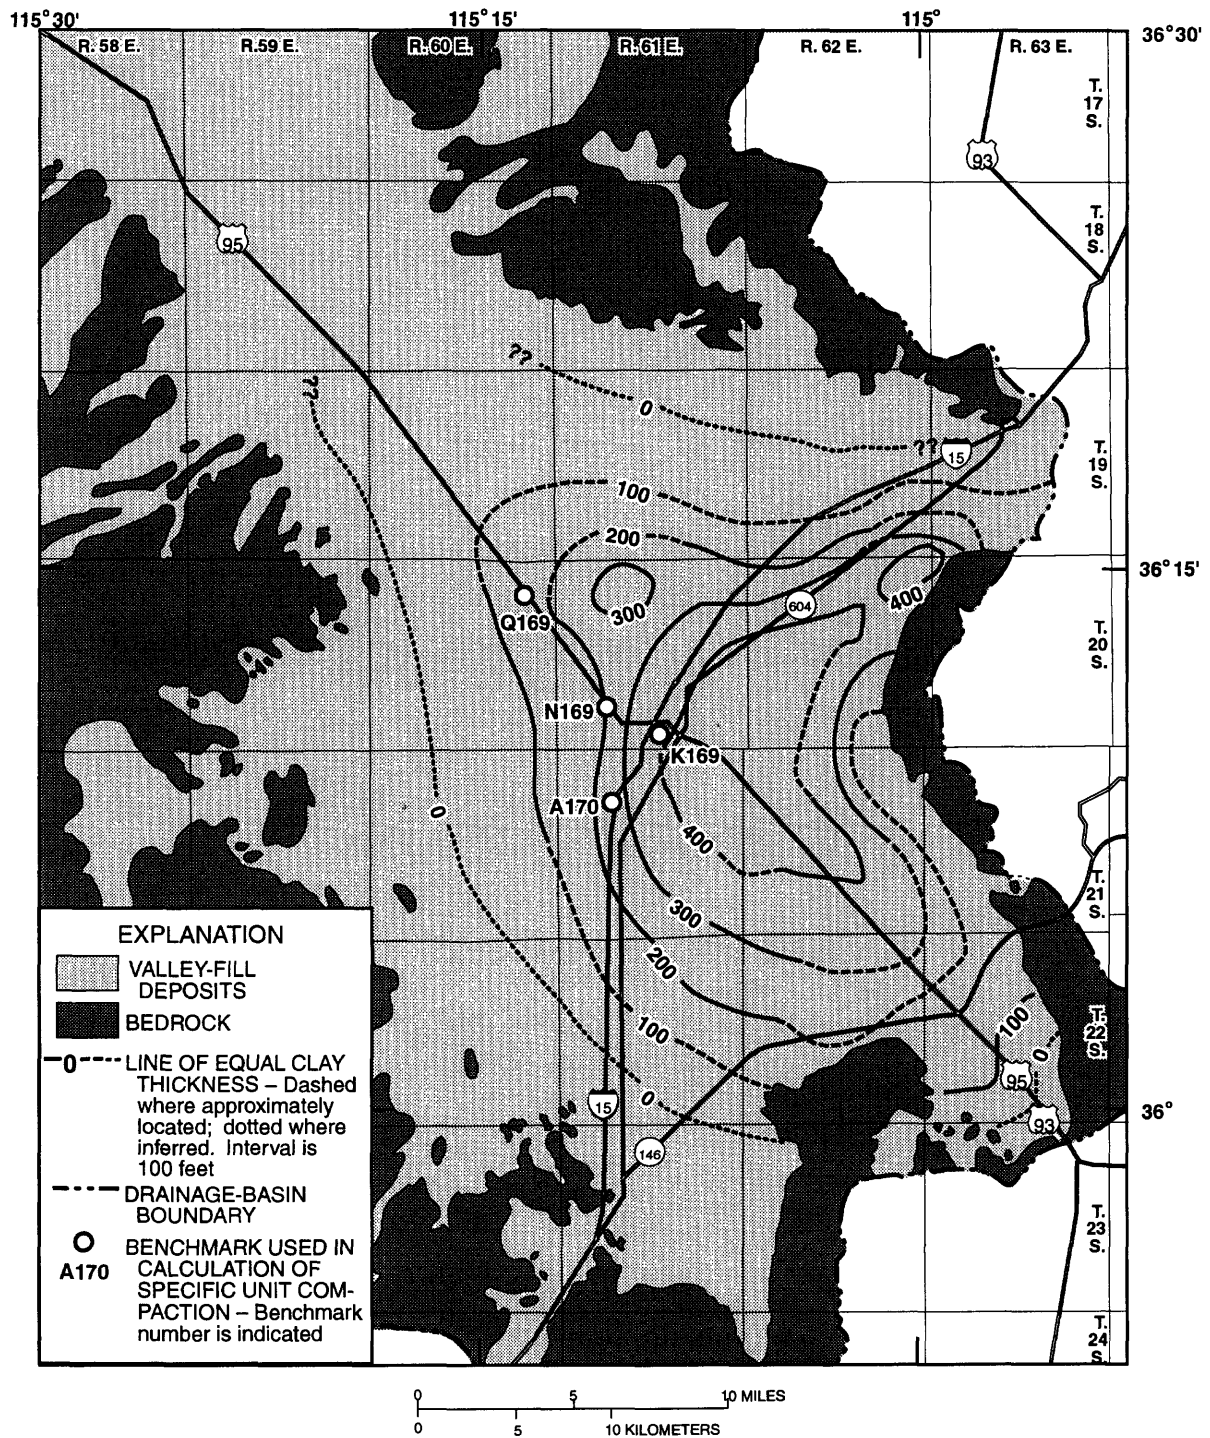 115°30'
115°15'
115°
R. 58 E.
R.59 E.
R.60 E.
R. 61 E.
R. 62 E.
R. 63 E.
36°30'
T.
17
S.
93
T.
18
S.
95
??
??
0
??
15
T.
19
S.
100
200
36°15'
300
604
400
Q169
T.
20
S.
N169
K169
A170
0
400
T.
21
S.
300
200
100
100
0
T.
22
S.
95
15
0
93
36°
146
T.
23
S.
T.
24
S.
EXPLANATION
VALLEY-FILL
DEPOSITS
BEDROCK
0
LINE OF EQUAL CLAY
THICKNESS – Dashed
where approximately
located; dotted where
inferred. Interval is
100 feet
DRAINAGE-BASIN
BOUNDARY
A170
BENCHMARK USED IN
CALCULATION OF
SPECIFIC UNIT COM-
PACTION – Benchmark
number is indicated
0 5 10 MILES
0 5 10 KILOMETERS